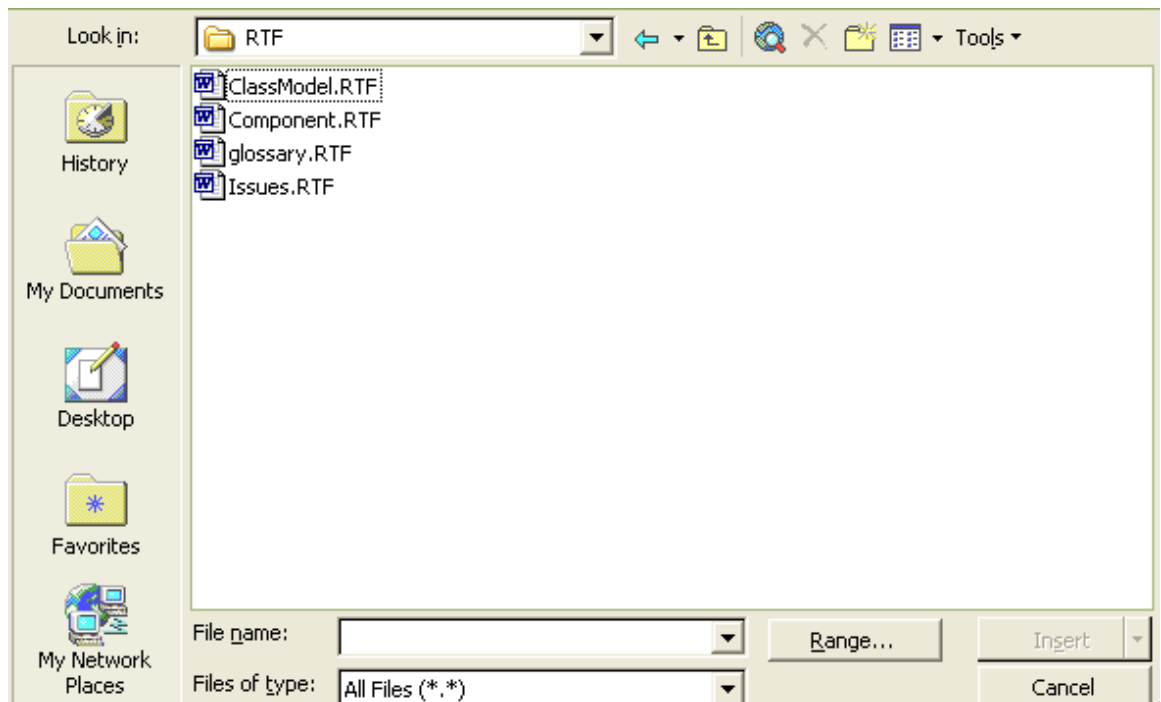 Look in:
RTF
Tools
ClassModel.RTF
Component.RTF
glossary.RTF
Issues.RTF
History
My Documents
Desktop
Favorites
My Network
Places
File name:
Range...
Insert
Files of type:
All Files (*.*)
Cancel